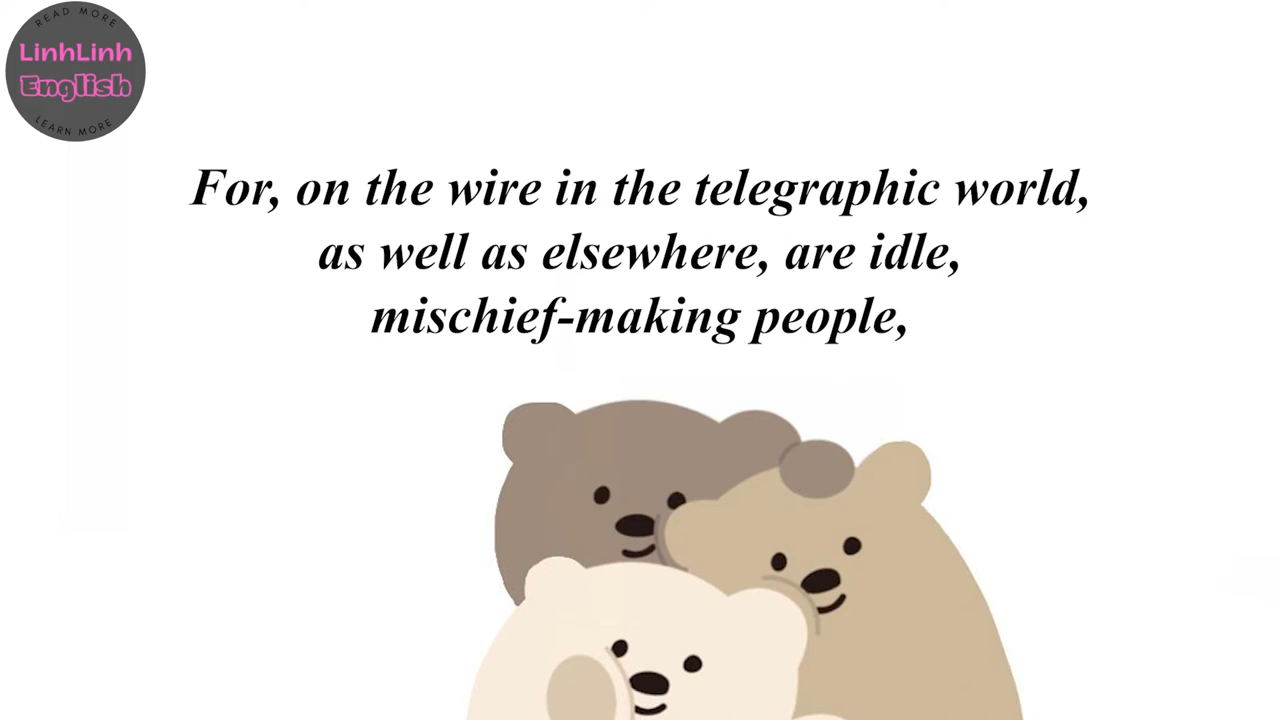 READ MORE
LinhLinh
English
LEARN MORE
For, on the wire in the telegraphic world,
as well as elsewhere, are idle,
mischief-making people,